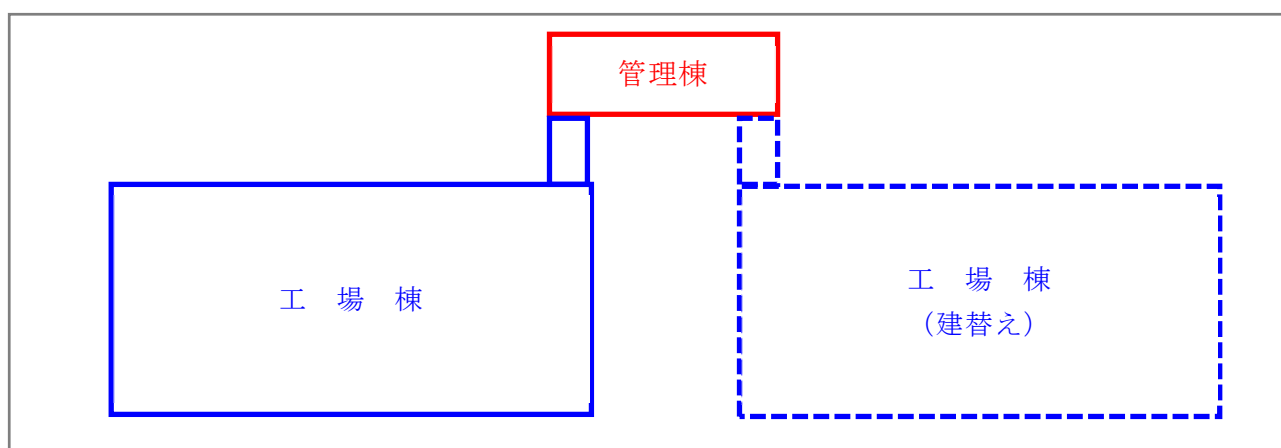 管理棟
工 場 棟
工 場 棟
（建替え）